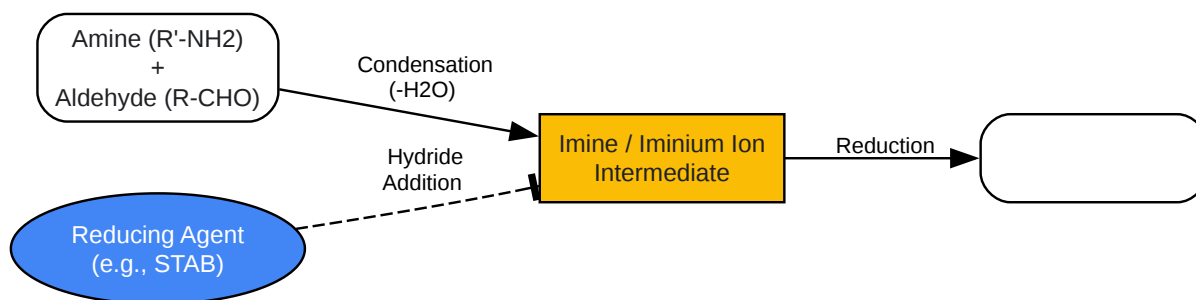 Amine (R'-NH2)
+
Aldehyde (R-CHO)
Condensation
(-H2O)
Hydride
Addition
Reducing Agent
(e.g., STAB)
Imine / Iminium Ion
Intermediate
Reduction